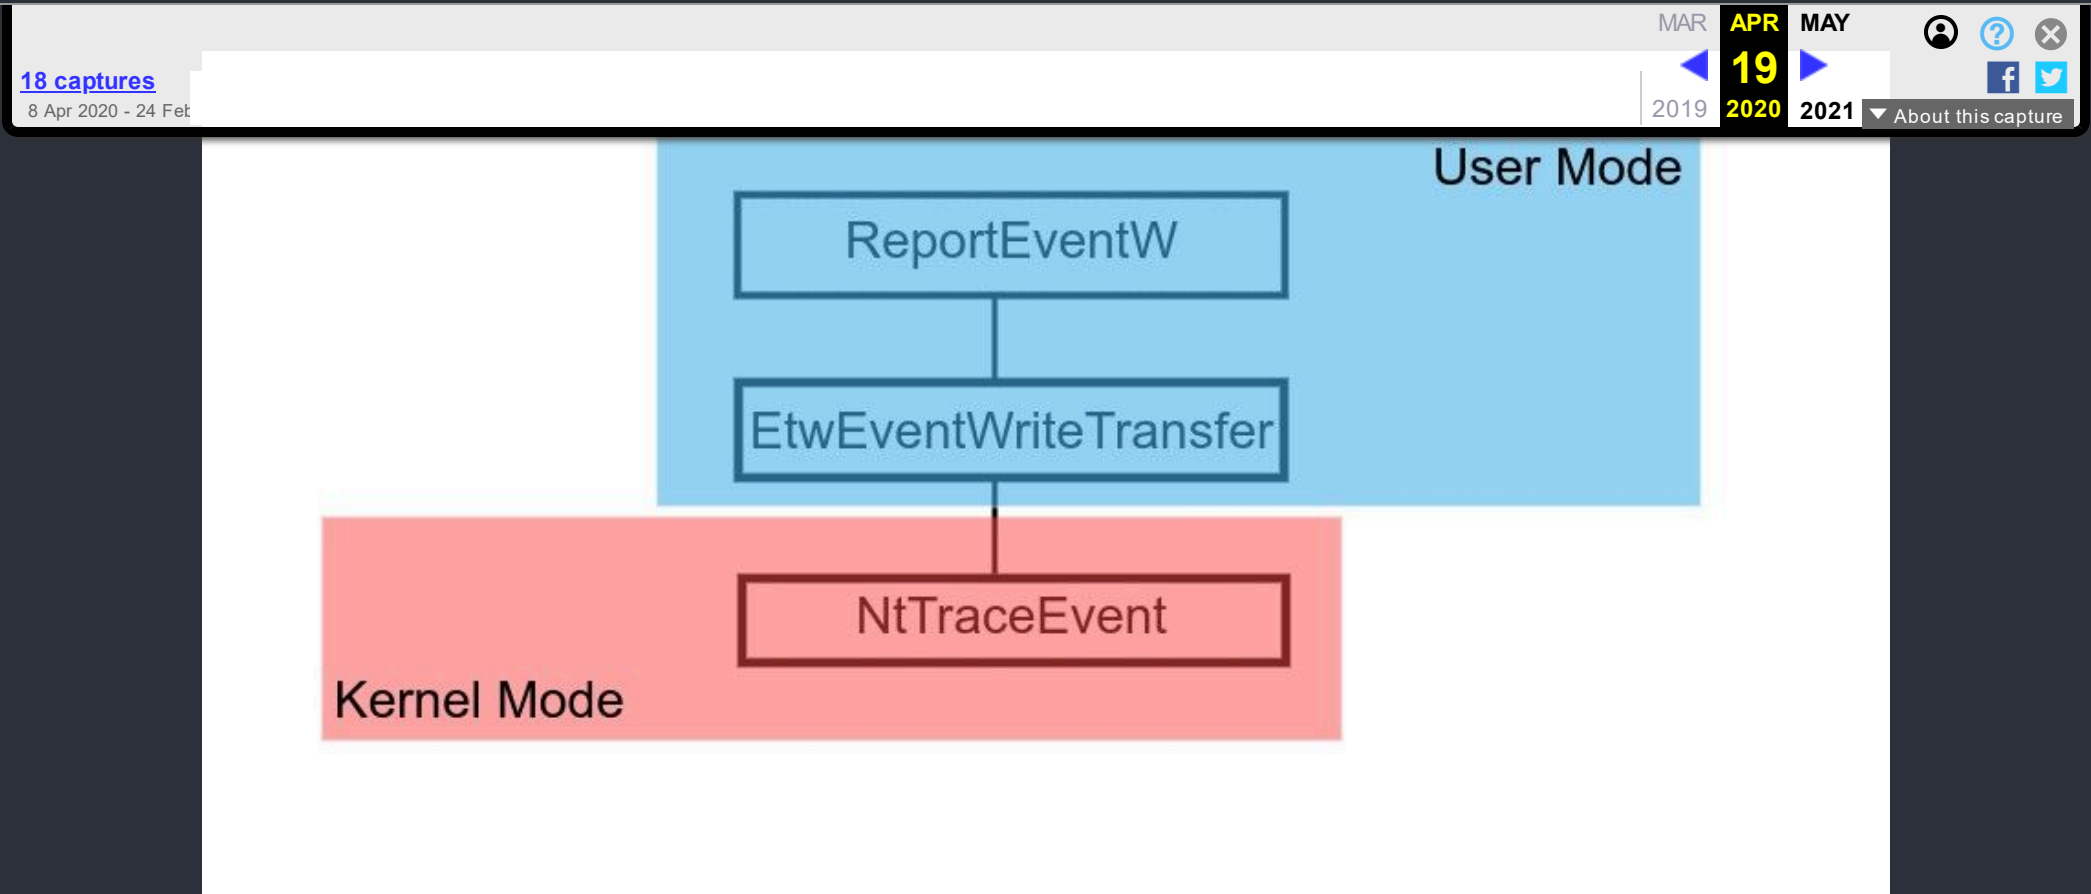 MAR APR MAY
18 captures
19
8 Apr 2020 - 24 Feb
2019 2020 2021
About this capture
User Mode
ReportEventW
EtwEventWriteTransfer
NtTraceEvent
Kernel Mode